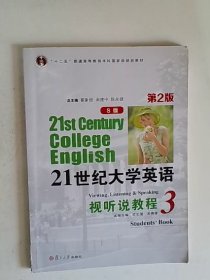 "十二五"普通高等教育本科国家级规划教材
第2版
S版
21st Century
College
English
21世纪大学英语
Viewing, Listening & Speaking
视听说教程 3
Students' Book
复旦大学出版社